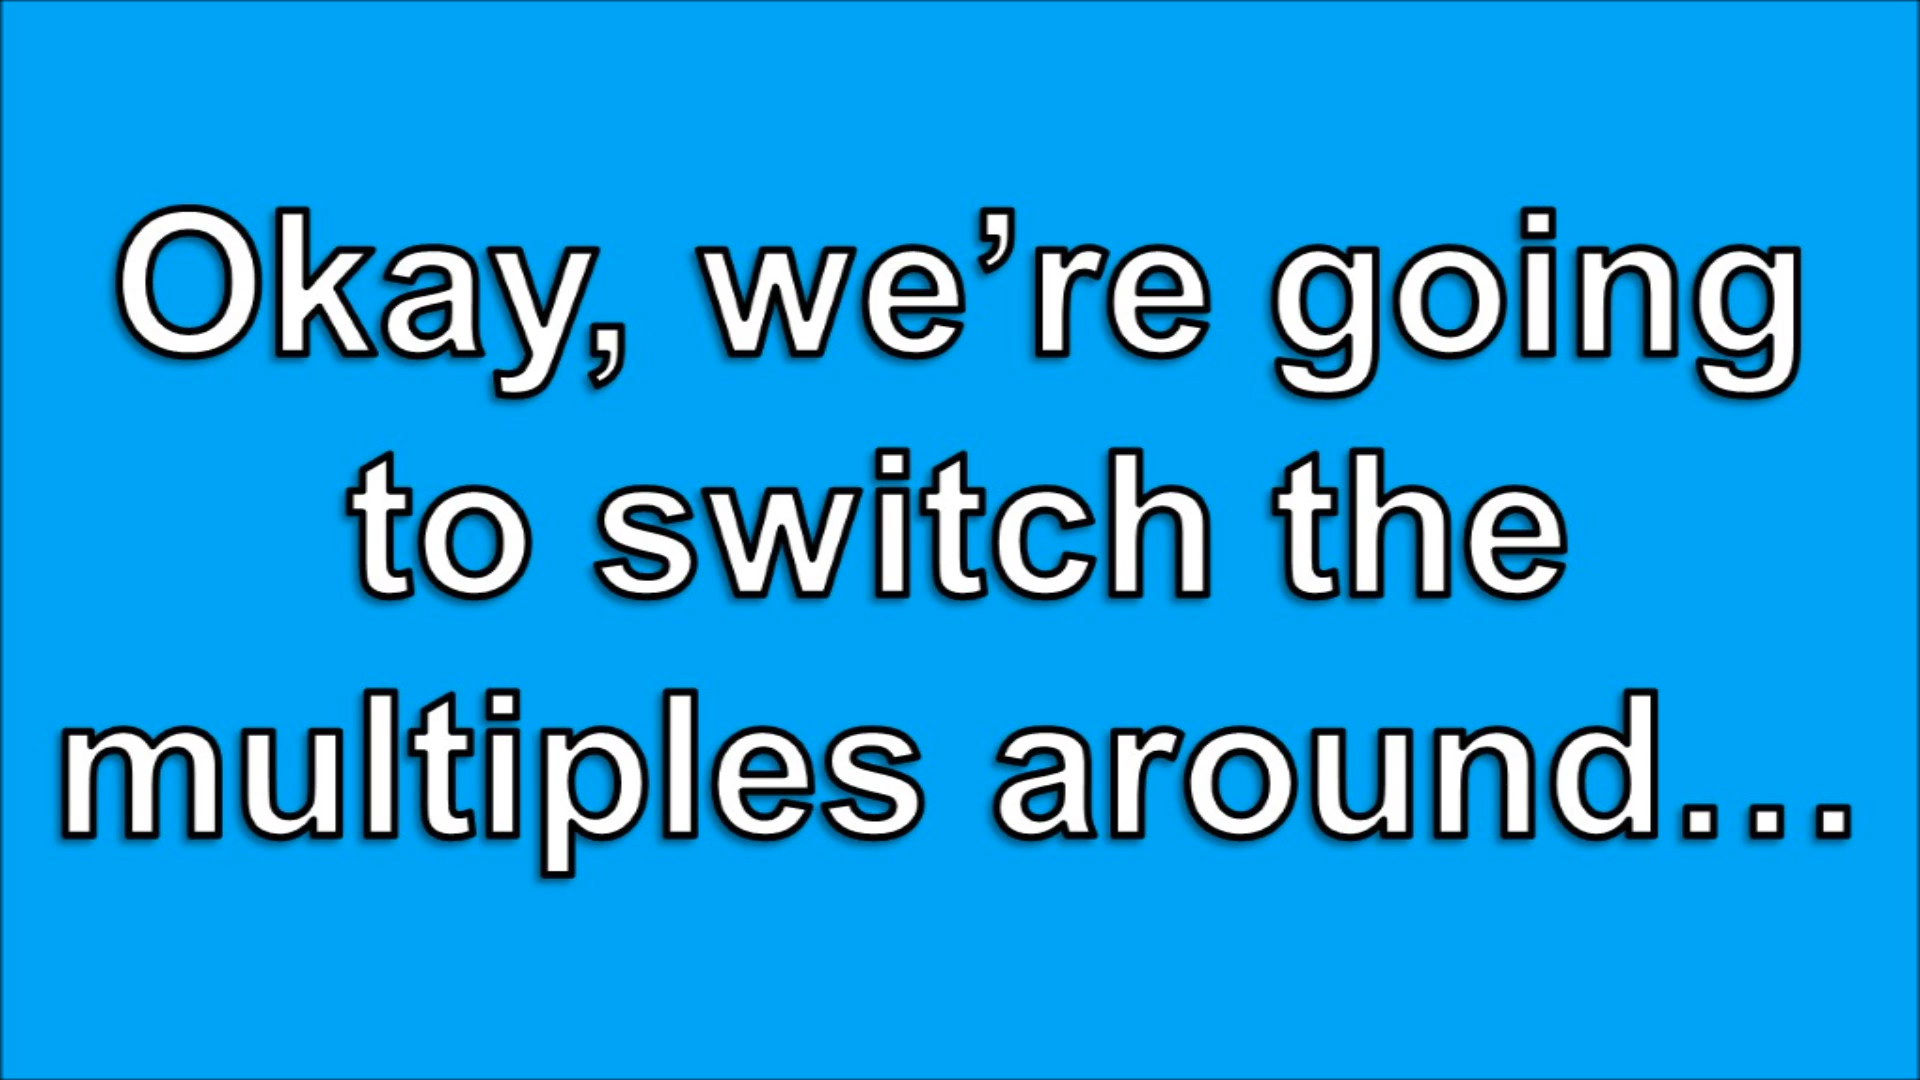 Okay, we’re going
to switch the
multiples around...